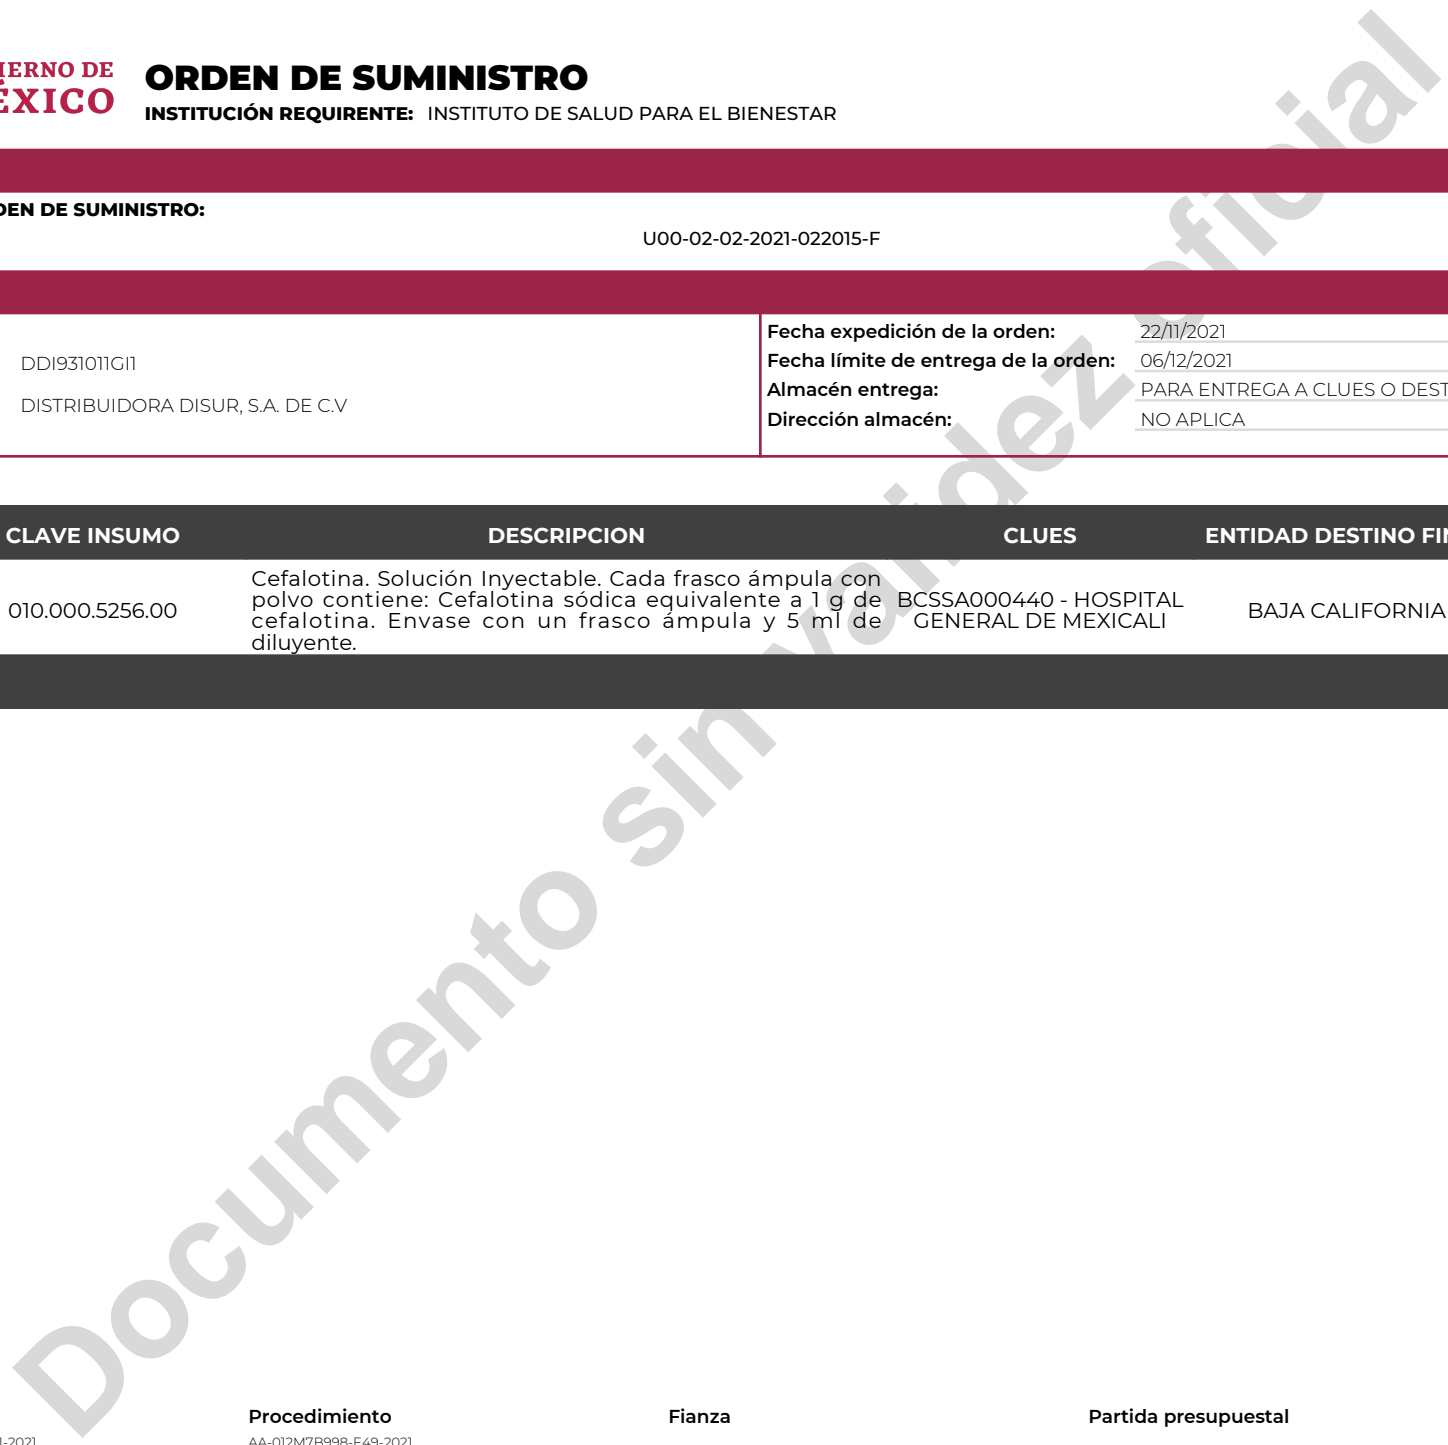 IERNO DE
ÉXICO
ORDEN DE SUMINISTRO
INSTITUCIÓN REQUIRENTE: INSTITUTO DE SALUD PARA EL BIENESTAR
DEN DE SUMINISTRO:
U00-02-02-2021-022015-F
DDI931011GI1
DISTRIBUIDORA DISUR, S.A. DE C.V
Fecha expedición de la orden: 22/11/2021
Fecha límite de entrega de la orden: 06/12/2021
Almacén entrega: PARA ENTREGA A CLUES O DEST
Dirección almacén: NO APLICA
CLAVE INSUMO DESCRIPCION CLUES ENTIDAD DESTINO FIN
010.000.5256.00
Cefalotina. Solución Inyectable. Cada frasco ámpula con
polvo contiene: Cefalotina sódica equivalente a 1 g de
cefalotina. Envase con un frasco ámpula y 5 ml de
diluyente.
BCSSA000440 - HOSPITAL
GENERAL DE MEXICALI
BAJA CALIFORNIA
Documento sin validez oficial
Procedimiento Fianza Partida presupuestal
-2021 AA-012M7B998-E49-2021